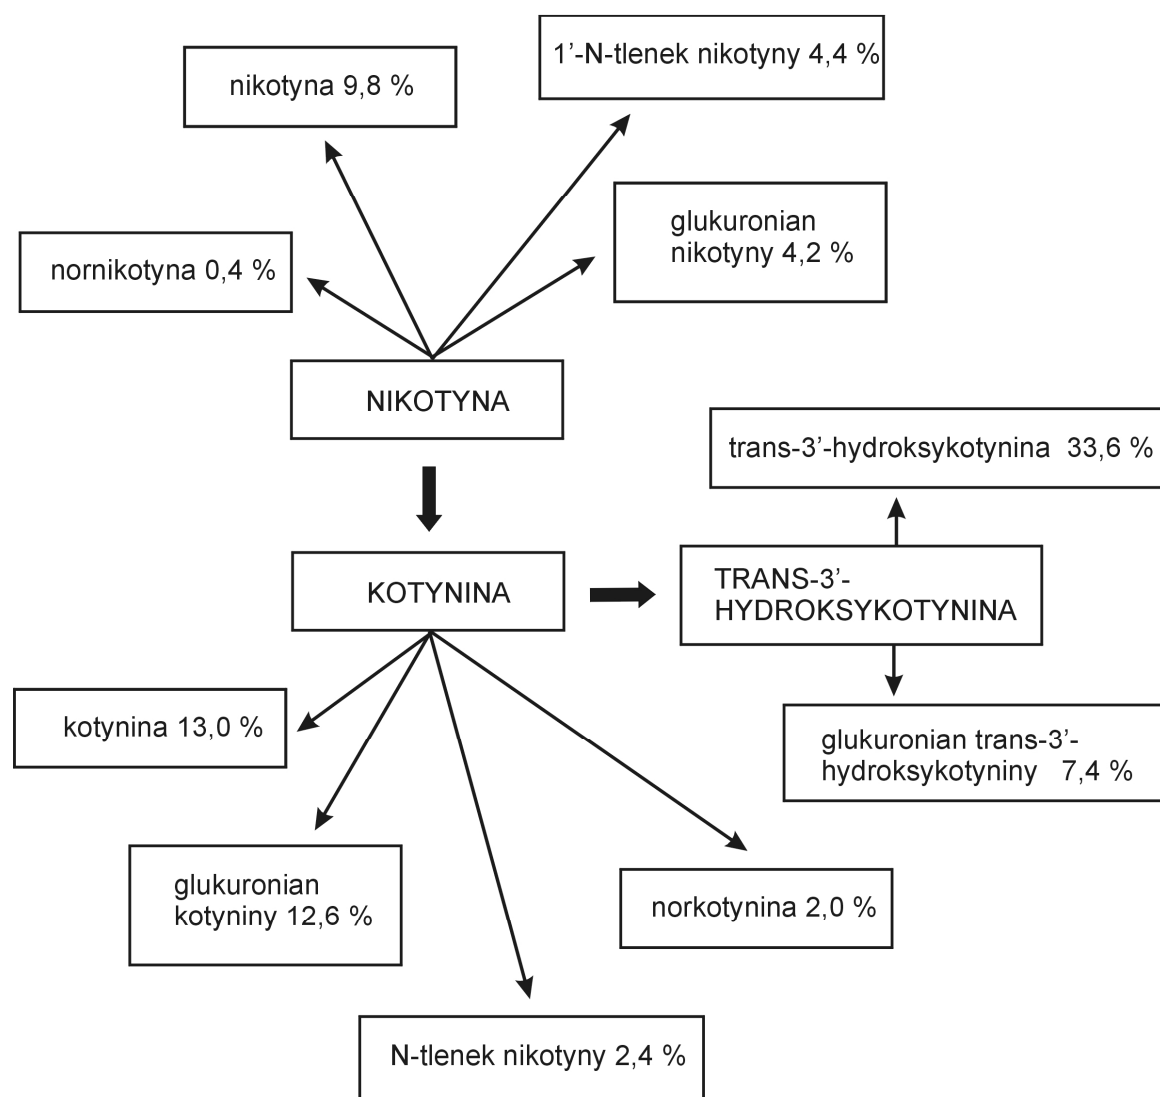 1’-N-tlenek nikotyny 4,4 %
nikotyna 9,8 %
glukuronian
nikotyny 4,2 %
nornikotyna 0,4 %
NIKOTYNA
trans-3’-hydroksykotynina 33,6 %
KOTYNINA
TRANS-3’-
HYDROKSYKOTYNINA
kotynina 13,0 %
glukuronian trans-3’-
hydroksykotyniny 7,4 %
glukuronian
kotyniny 12,6 %
norkotynina 2,0 %
N-tlenek nikotyny 2,4 %